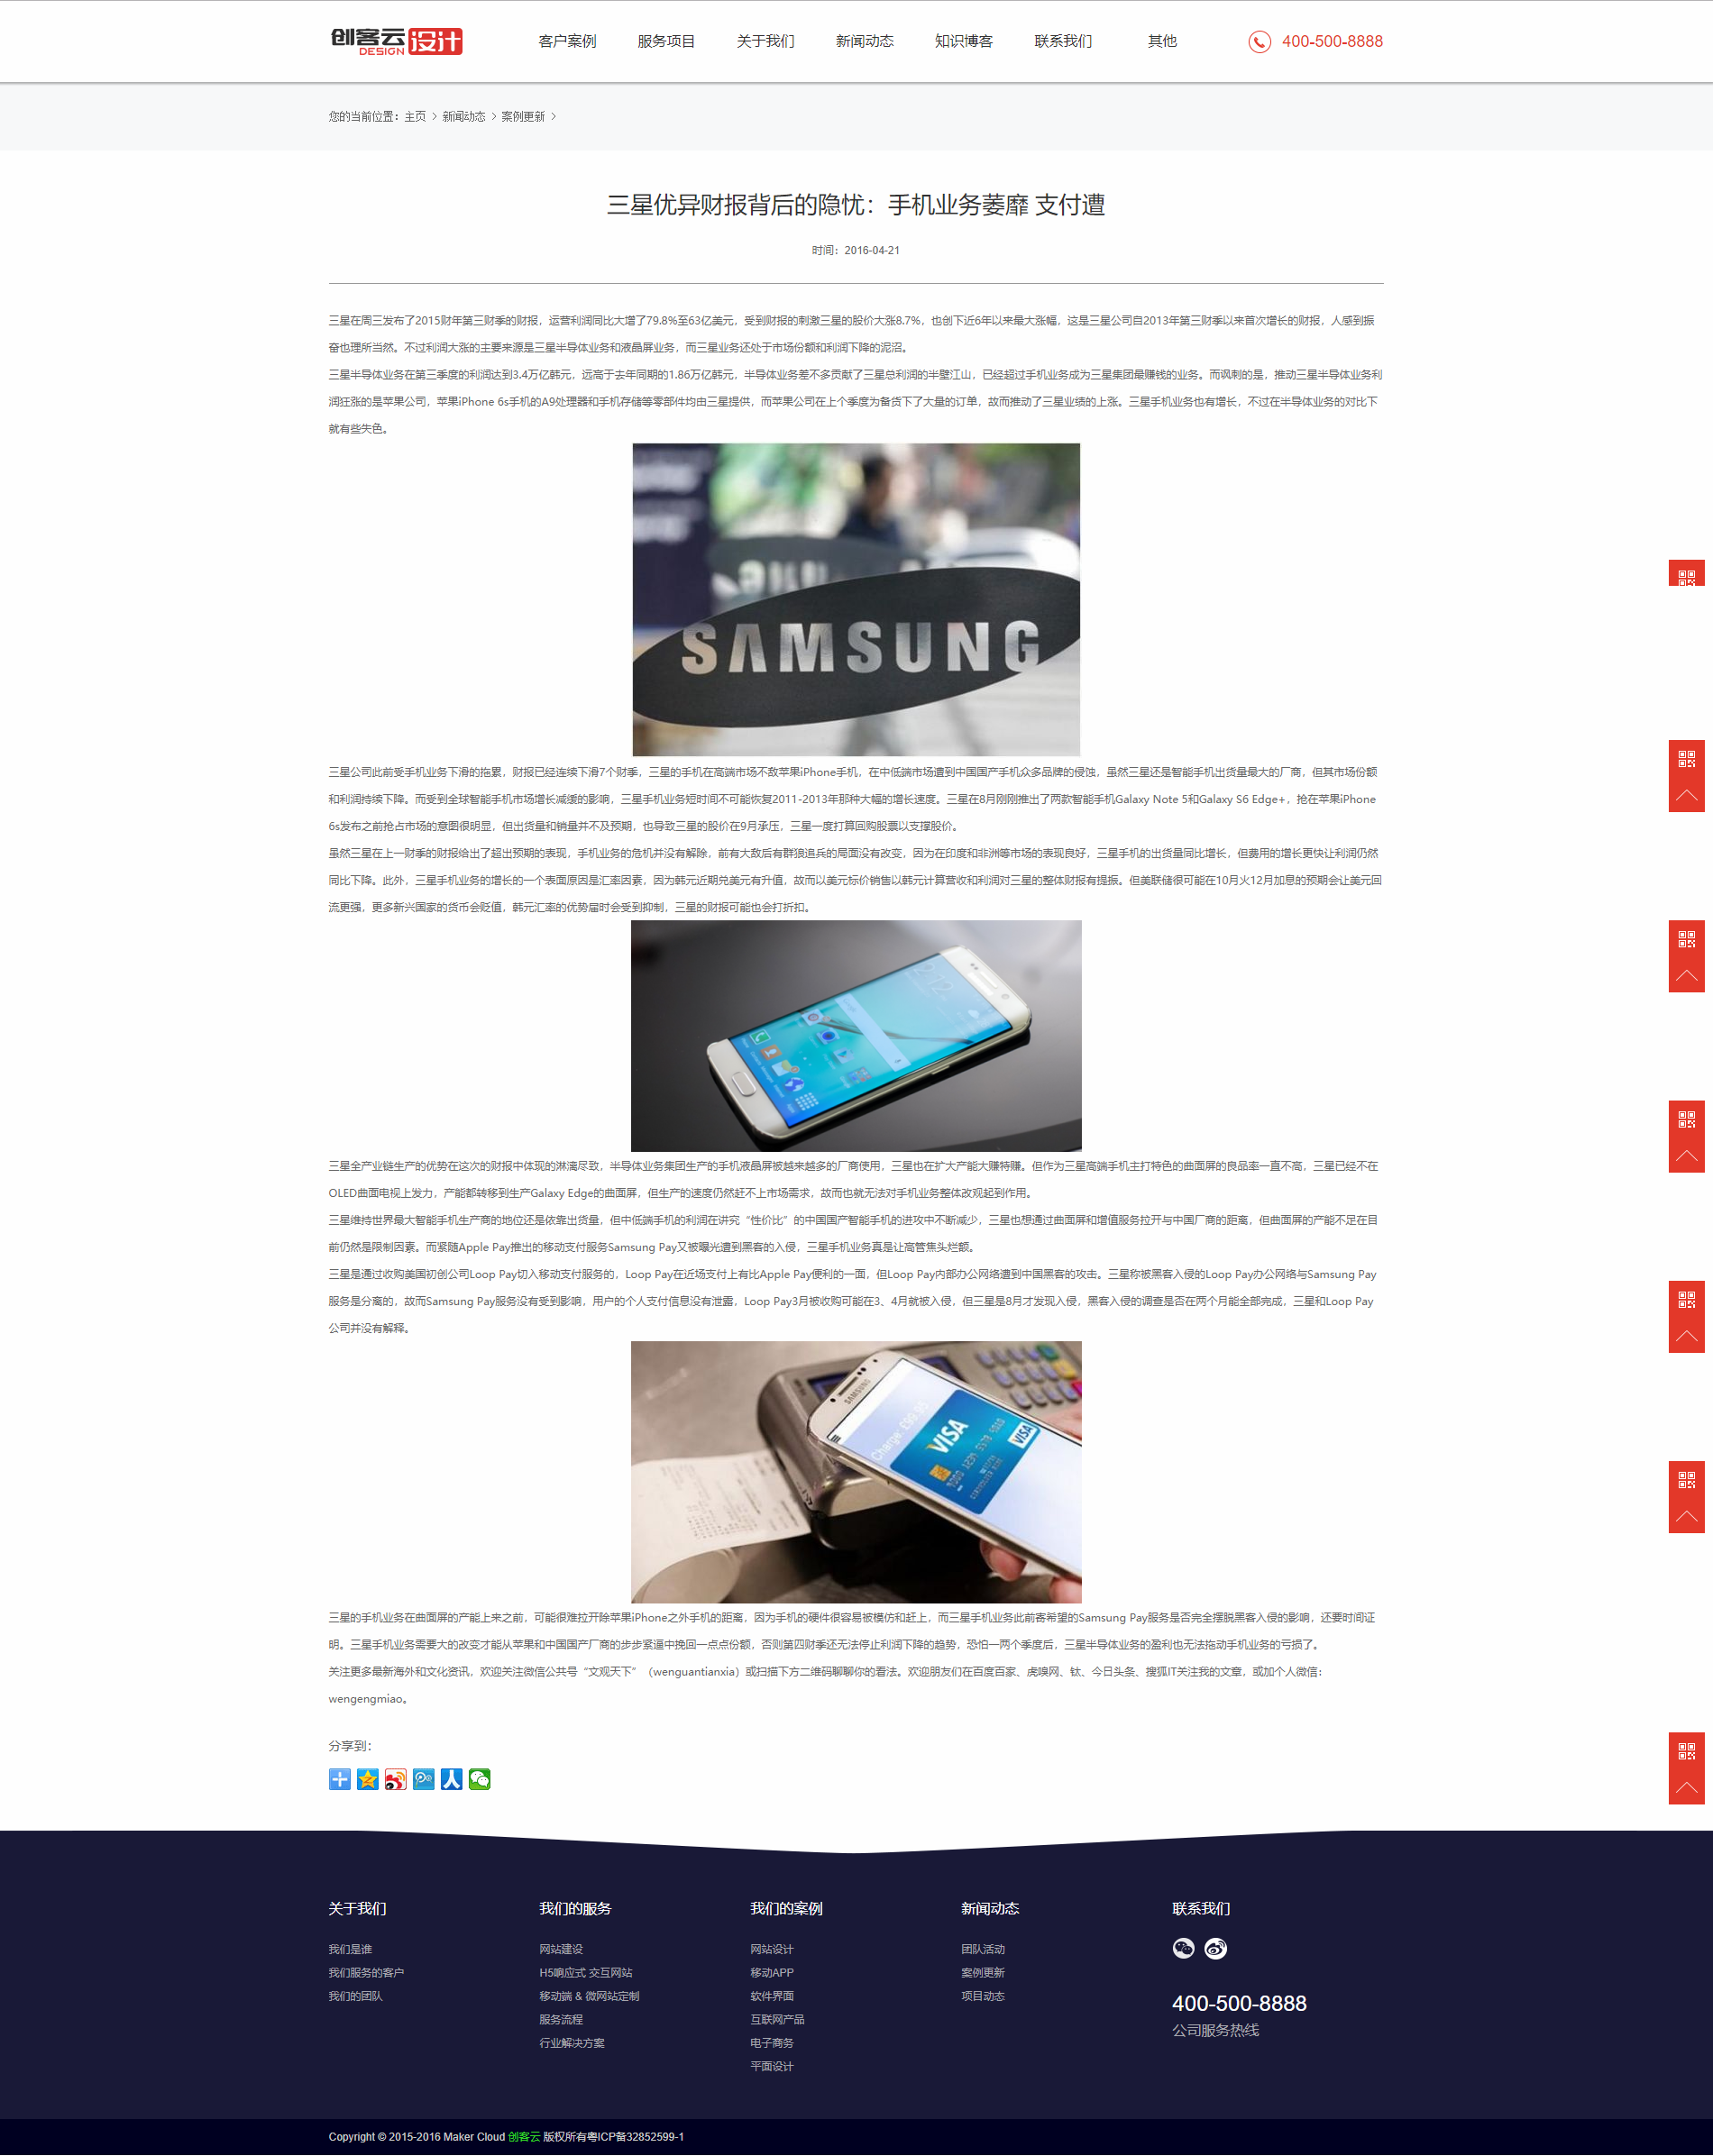 创客云 设计
DESIGN
客户案例 服务项目 关于我们 新闻动态 知识博客 联系我们 其他 400-500-8888
您的当前位置：主页 > 新闻动态 > 案例更新 >
三星优异财报背后的隐忧：手机业务萎靡 支付遭
时间：2016-04-21
三星在周三发布了2015财年第三财季的财报，运营利润同比大增了79.8%至63亿美元，受到财报的刺激三星的股价大涨8.7%，也创下近6年以来最大涨幅，这是三星公司自2013年第三财季以来首次增长的财报，人感到振
奋也理所当然。不过利润大涨的主要来源是三星半导体业务和液晶屏业务，而三星业务还处于市场份额和利润下降的泥沼。
三星半导体业务在第三季度的利润达到3.4万亿韩元，远高于去年同期的1.86万亿韩元，半导体业务差不多贡献了三星总利润的半壁江山，已经超过手机业务成为三星集团最赚钱的业务。而讽刺的是，推动三星半导体业务利
润狂涨的是苹果公司，苹果iPhone 6s手机的A9处理器和手机存储等零部件均由三星提供，而苹果公司在上个季度为备货下了大量的订单，故而推动了三星业绩的上涨。三星手机业务也有增长，不过在半导体业务的对比下
就有些失色。
SAMSUNG
三星公司此前受手机业务下滑的拖累，财报已经连续下滑7个财季，三星的手机在高端市场不敌苹果iPhone手机，在中低端市场遭到中国国产手机众多品牌的侵蚀，虽然三星还是智能手机出货量最大的厂商，但其市场份额
和利润持续下降。而受到全球智能手机市场增长减缓的影响，三星手机业务短时间不可能恢复2011-2013年那种大幅的增长速度。三星在8月刚刚推出了两款智能手机Galaxy Note 5和Galaxy S6 Edge+，抢在苹果iPhone
6s发布之前抢占市场的意图很明显，但出货量和销量并不及预期，也导致三星的股价在9月承压，三星一度打算回购股票以支撑股价。
虽然三星在上一财季的财报给出了超出预期的表现，手机业务的危机并没有解除，前有大敌后有群狼追兵的局面没有改变，因为在印度和非洲等市场的表现良好，三星手机的出货量同比增长，但费用的增长更快让利润仍然
同比下降。此外，三星手机业务的增长的一个表面原因是汇率因素，因为韩元近期兑美元有升值，故而以美元标价销售以韩元计算营收和利润对三星的整体财报有提振。但美联储很可能在10月火12月加息的预期会让美元回
流更强，更多新兴国家的货币会贬值，韩元汇率的优势届时会受到抑制，三星的财报可能也会打折扣。
2:12
三星全产业链生产的优势在这次的财报中体现的淋漓尽致，半导体业务集团生产的手机液晶屏被越来越多的厂商使用，三星也在扩大产能大赚特赚。但作为三星高端手机主打特色的曲面屏的良品率一直不高，三星已经不在
OLED曲面电视上发力，产能都转移到生产Galaxy Edge的曲面屏，但生产的速度仍然赶不上市场需求，故而也就无法对手机业务整体改观起到作用。
三星维持世界最大智能手机生产商的地位还是依靠出货量，但中低端手机的利润在讲究“性价比”的中国国产智能手机的进攻中不断减少，三星也想通过曲面屏和增值服务拉开与中国厂商的距离，但曲面屏的产能不足在目
前仍然是限制因素。而紧随Apple Pay推出的移动支付服务Samsung Pay又被曝光遭到黑客的入侵，三星手机业务真是让高管焦头烂额。
三星是通过收购美国初创公司Loop Pay切入移动支付服务的，Loop Pay在近场支付上有比Apple Pay便利的一面，但Loop Pay内部办公网络遭到中国黑客的攻击。三星称被黑客入侵的Loop Pay办公网络与Samsung Pay
服务是分离的，故而Samsung Pay服务没有受到影响，用户的个人支付信息没有泄露，Loop Pay3月被收购可能在3、4月就被入侵，但三星是8月才发现入侵，黑客入侵的调查是否在两个月能全部完成，三星和Loop Pay
公司并没有解释。
SAMSUNG
Charge: £99.95
VISA
VISA
三星的手机业务在曲面屏的产能上来之前，可能很难拉开除苹果iPhone之外手机的距离，因为手机的硬件很容易被模仿和赶上，而三星手机业务此前寄希望的Samsung Pay服务是否完全摆脱黑客入侵的影响，还要时间证
明。三星手机业务需要大的改变才能从苹果和中国国产厂商的步步紧逼中挽回一点点份额，否则第四财季还无法停止利润下降的趋势，恐怕一两个季度后，三星半导体业务的盈利也无法拖动手机业务的亏损了。
关注更多最新海外和文化资讯，欢迎关注微信公共号“文观天下”（wenguantianxia）或扫描下方二维码聊聊你的看法。欢迎朋友们在百度百家、虎嗅网、钛、今日头条、搜狐IT关注我的文章，或加个人微信：
wengengmiao。
分享到：
关于我们 我们的服务 我们的案例 新闻动态 联系我们
我们是谁 网站建设 网站设计 团队活动
我们服务的客户 H5响应式 交互网站 移动APP 案例更新
我们的团队 移动端 & 微网站定制 软件界面 项目动态
400-500-8888
服务流程 互联网产品
公司服务热线
行业解决方案 电子商务
平面设计
Copyright © 2015-2016 Maker Cloud 创客云 版权所有粤ICP备32852599-1